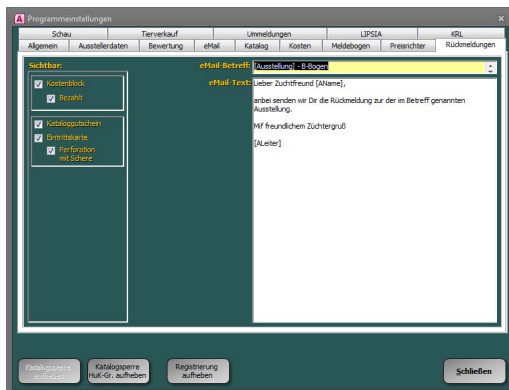 Programmeinstellungen
Schau Tierverkauf Ummeldungen LIPSIA KRL
Algemein Ausstellerdaten Bewertung eMail Katalog Kosten Meldebogen Preisrichter Rückmeldungen
Sichtbar:
Kostenblock
Bezahlt
Kataloggutschein
Eintrittskarte
Perforation
mit Schere
eMail-Betreff: [Ausstellung] - B-Bogen
eMail-Text: Lieber Zuchtfreund [AName],
anbei senden wir Dir die Rückmeldung zur der im Betreff genannten
Ausstellung.
Mif freundlichem Züchtergruß
[ALeiter]
Katalogsperre
aufheben
Katalogsperre
HuK-Gr. aufheben
Registrierung
aufheben
Schließen